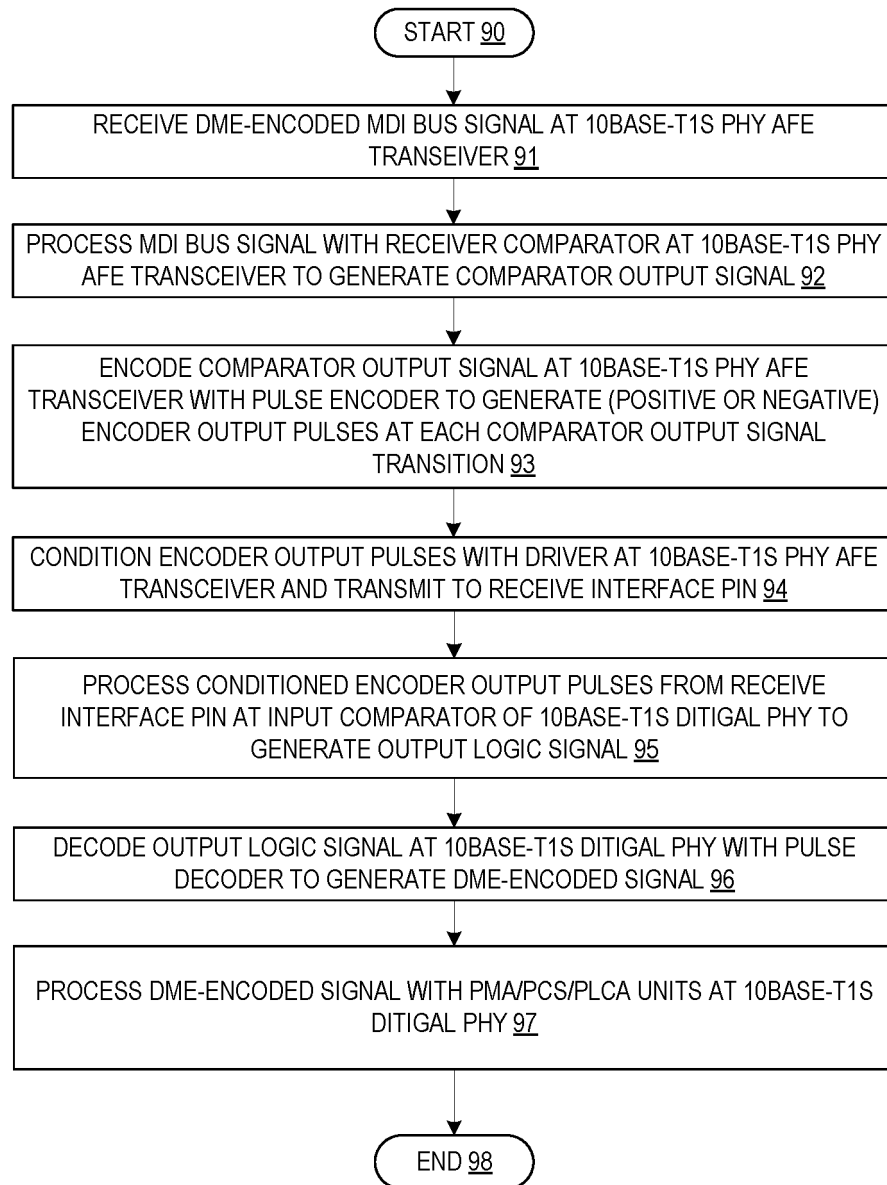 START 90
RECEIVE DME-ENCODED MDI BUS SIGNAL AT 10BASE-T1S PHY AFE
TRANSEIVER 91
PROCESS MDI BUS SIGNAL WITH RECEIVER COMPARATOR AT 10BASE-T1S PHY
AFE TRANSCEIVER TO GENERATE COMPARATOR OUTPUT SIGNAL 92
ENCODE COMPARATOR OUTPUT SIGNAL AT 10BASE-T1S PHY AFE
TRANSCEIVER WITH PULSE ENCODER TO GENERATE (POSITIVE OR NEGATIVE)
ENCODER OUTPUT PULSES AT EACH COMPARATOR OUTPUT SIGNAL
TRANSITION 93
CONDITION ENCODER OUTPUT PULSES WITH DRIVER AT 10BASE-T1S PHY AFE
TRANSCEIVER AND TRANSMIT TO RECEIVE INTERFACE PIN 94
PROCESS CONDITIONED ENCODER OUTPUT PULSES FROM RECEIVE
INTERFACE PIN AT INPUT COMPARATOR OF 10BASE-T1S DITIGAL PHY TO
GENERATE OUTPUT LOGIC SIGNAL 95
DECODE OUTPUT LOGIC SIGNAL AT 10BASE-T1S DITIGAL PHY WITH PULSE
DECODER TO GENERATE DME-ENCODED SIGNAL 96
PROCESS DME-ENCODED SIGNAL WITH PMA/PCS/PLCA UNITS AT 10BASE-T1S
DITIGAL PHY 97
END 98